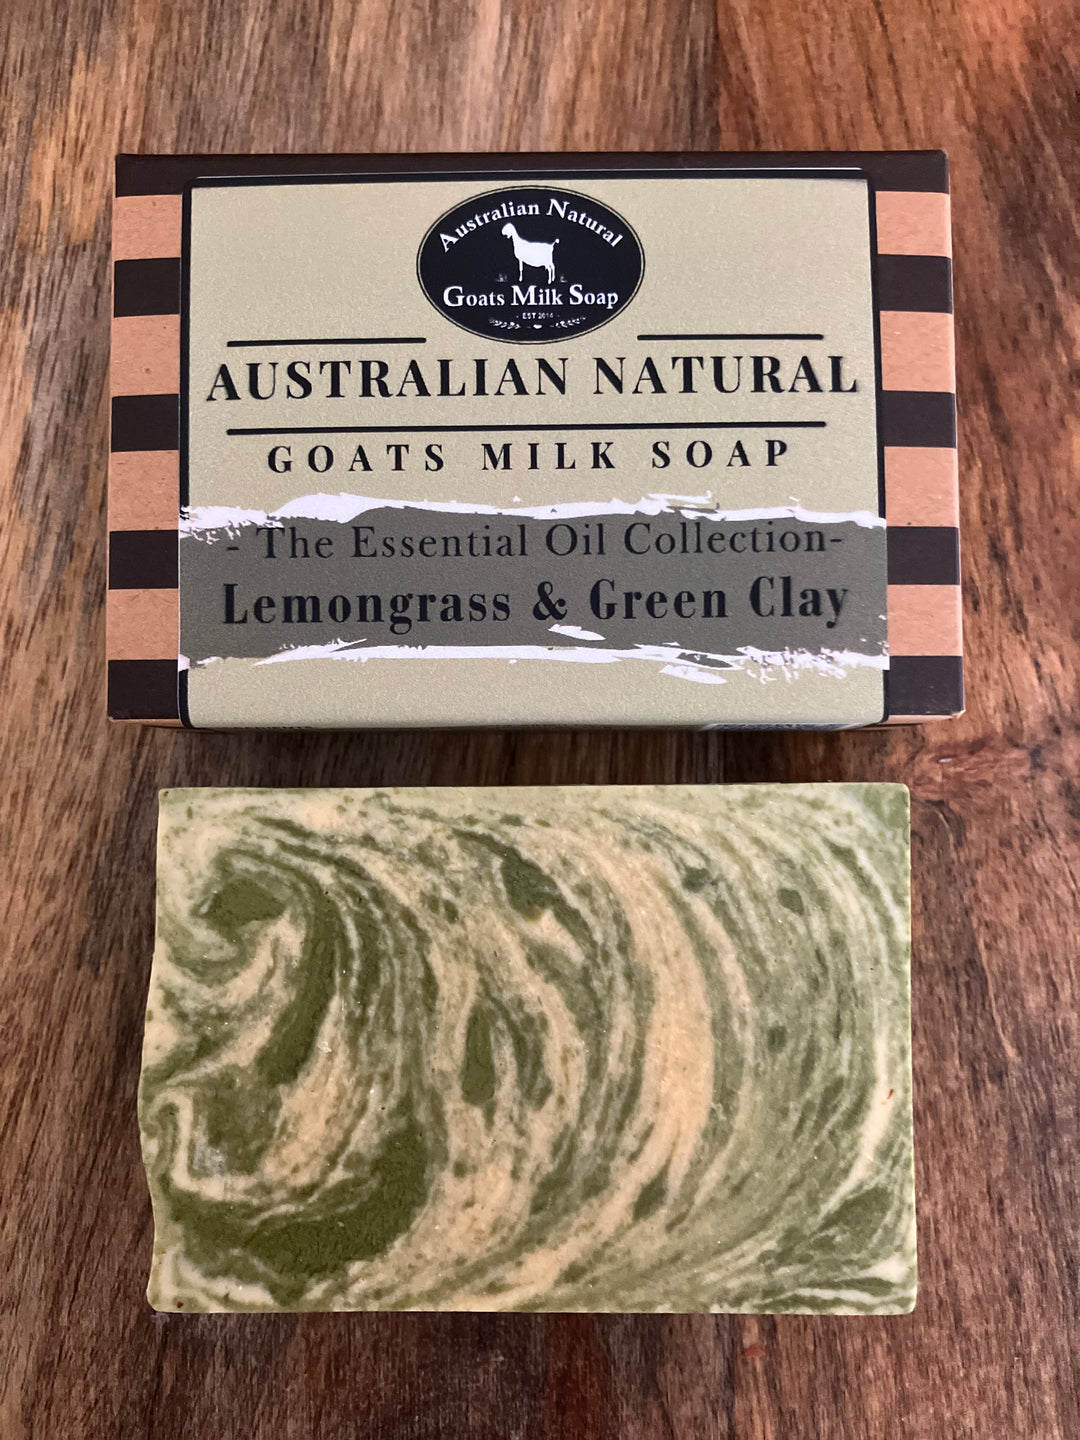 Australian Natural
Goats Milk Soap
- EST 2014 -
AUSTRALIAN NATURAL
GOATS MILK SOAP
- The Essential Oil Collection-
Lemongrass & Green Clay